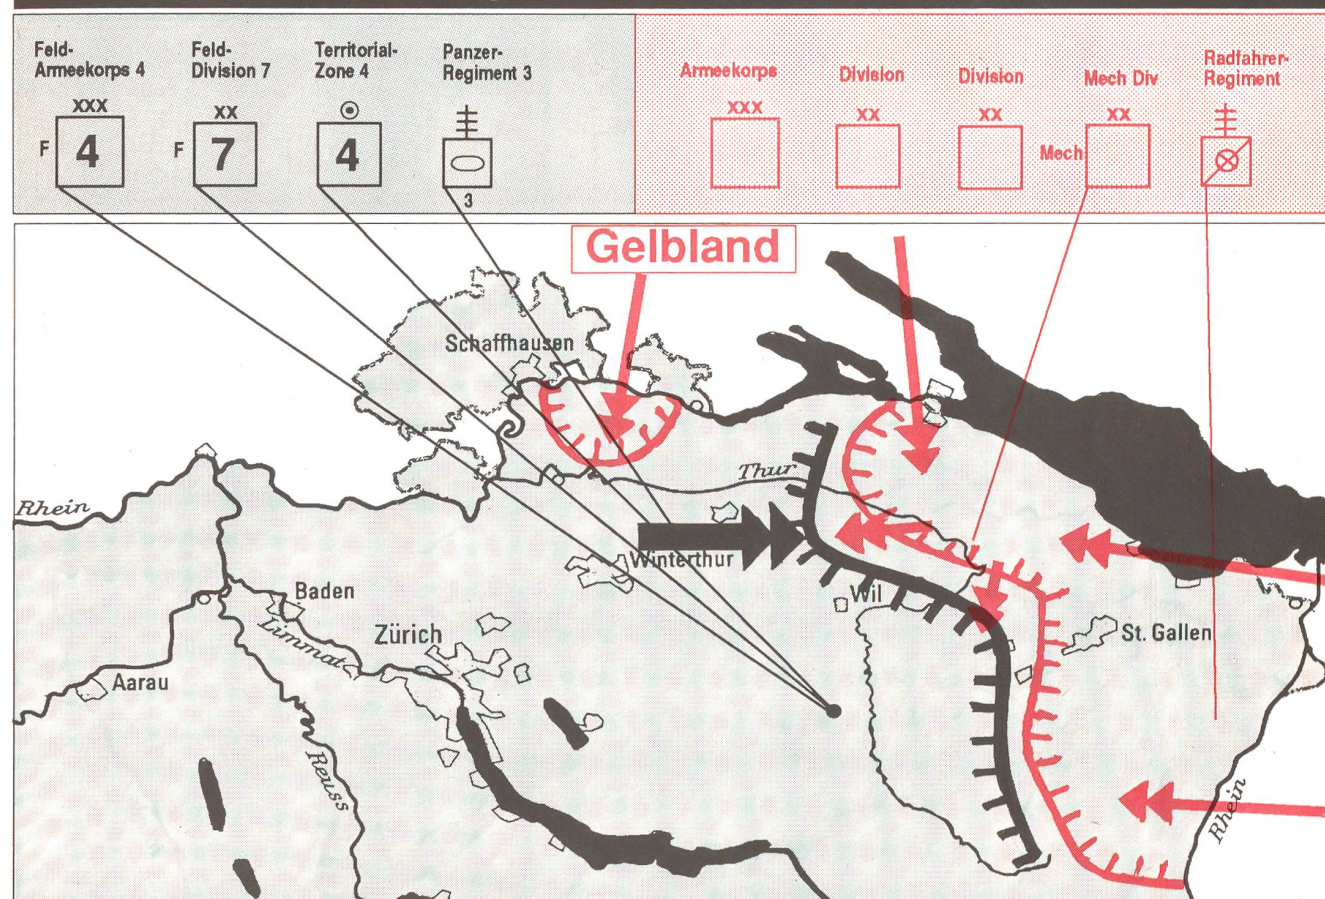 Feld-
Armeekorps 4
Feld-
Division 7
Territorial-
Zone 4
Panzer-
Regiment 3
Armeekorps
Division
Division
Mech Div
Radfahrer-
Regiment
XXX
XX
XXX
XX
XX
XX
F 4
F 7
4
3
Mech
Gelbland
Schaffhausen
Thur
Rhein
Winterthur
Baden
Wil
Limmat
Zürich
St. Gallen
Aarau
Reuss
Rhein